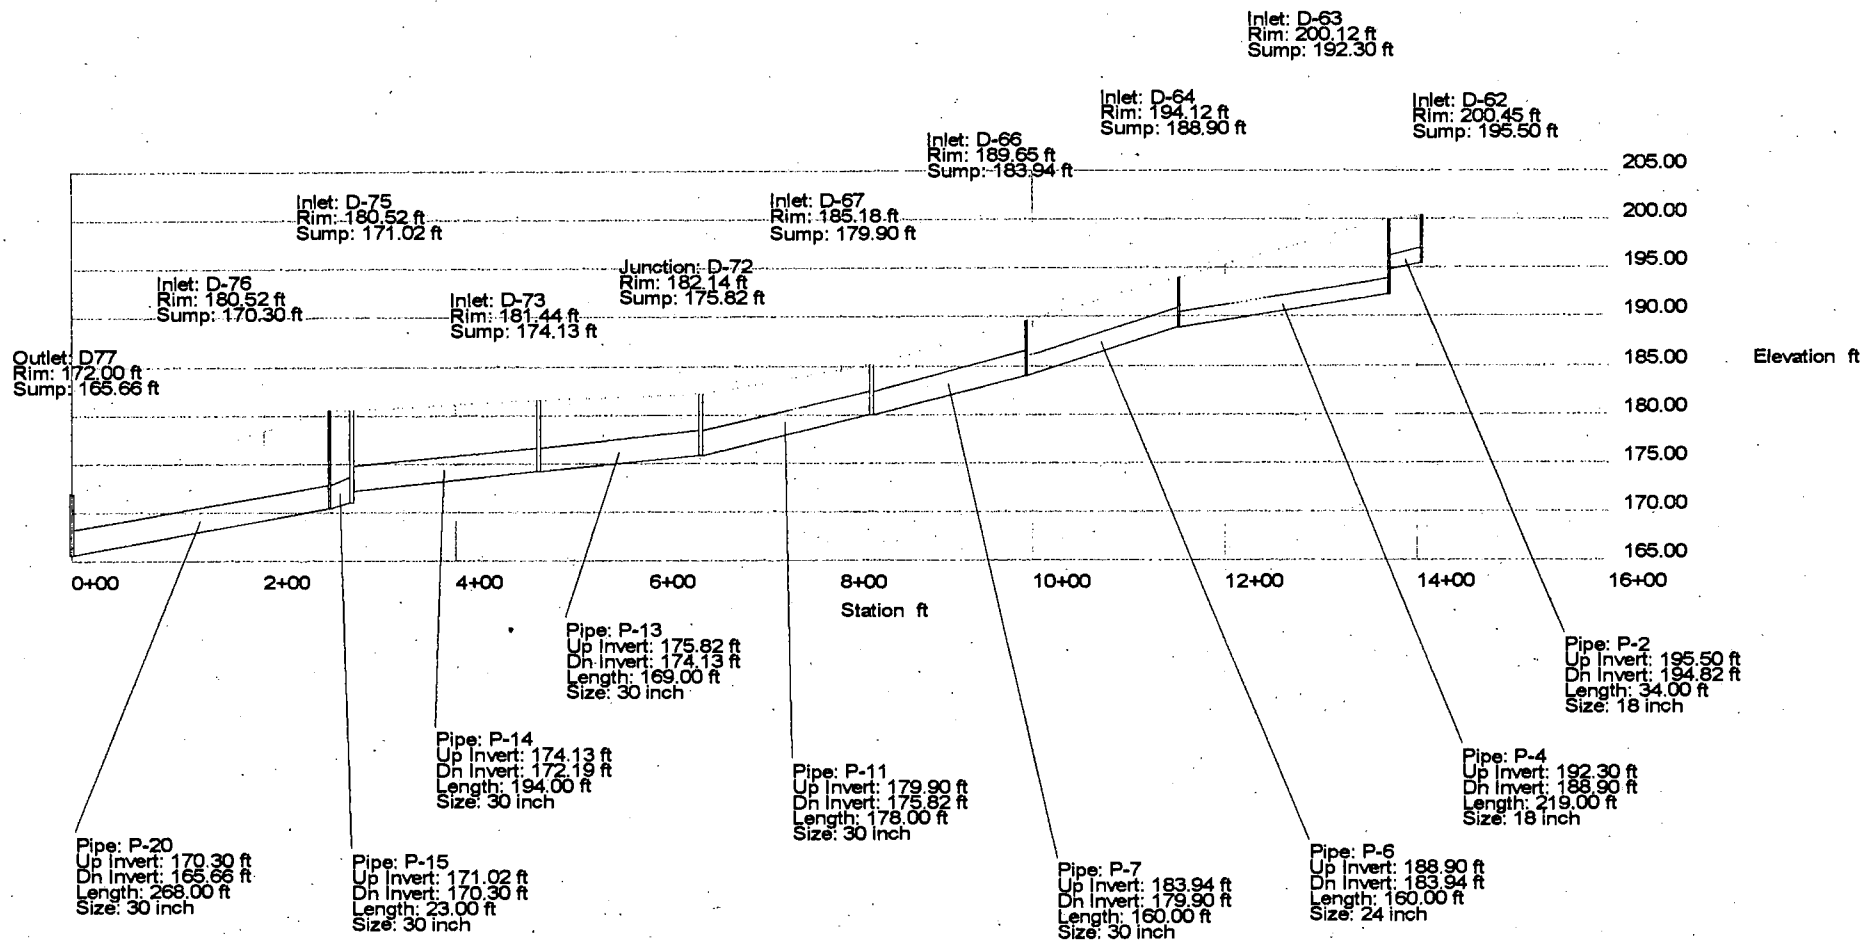 Inlet: D-63
Rim: 200.12 ft
Sump: 192.30 ft
Inlet: D-64
Rim: 194.12 ft
Sump: 188.90 ft
Inlet: D-62
Rim: 200.45 ft
Sump: 195.50 ft
Inlet: D-66
Rim: 189.65 ft
Sump: 183.94 ft
Inlet: D-75
Rim: 180.52 ft
Sump: 171.02 ft
Inlet: D-67
Rim: 185.18 ft
Sump: 179.90 ft
Junction: D-72
Rim: 182.14 ft
Sump: 175.82 ft
Inlet: D-76
Rim: 180.52 ft
Sump: 170.30 ft
Inlet: D-73
Rim: 181.44 ft
Sump: 174.13 ft
Outlet: D77
Rim: 172.00 ft
Sump: 165.66 ft
205.00
200.00
195.00
190.00
185.00
180.00
175.00
170.00
165.00
Elevation ft
0+00
2+00
4+00
6+00
8+00
10+00
12+00
14+00
16+00
Station ft
Pipe: P-13
Up Invert: 175.82 ft
Dn Invert: 174.13 ft
Length: 169.00 ft
Size: 30 inch
Pipe: P-2
Up Invert: 195.50 ft
Dn Invert: 194.82 ft
Length: 34.00 ft
Size: 18 inch
Pipe: P-14
Up Invert: 174.13 ft
Dn Invert: 172.19 ft
Length: 194.00 ft
Size: 30 inch
Pipe: P-11
Up Invert: 179.90 ft
Dn Invert: 175.82 ft
Length: 178.00 ft
Size: 30 inch
Pipe: P-4
Up Invert: 192.30 ft
Dn Invert: 188.90 ft
Length: 219.00 ft
Size: 18 inch
Pipe: P-20
Up Invert: 170.30 ft
Dn Invert: 165.66 ft
Length: 268.00 ft
Size: 30 inch
Pipe: P-15
Up Invert: 171.02 ft
Dn Invert: 170.30 ft
Length: 23.00 ft
Size: 30 inch
Pipe: P-7
Up Invert: 183.94 ft
Dn Invert: 179.90 ft
Length: 160.00 ft
Size: 30 inch
Pipe: P-6
Up Invert: 188.90 ft
Dn Invert: 183.94 ft
Length: 160.00 ft
Size: 24 inch